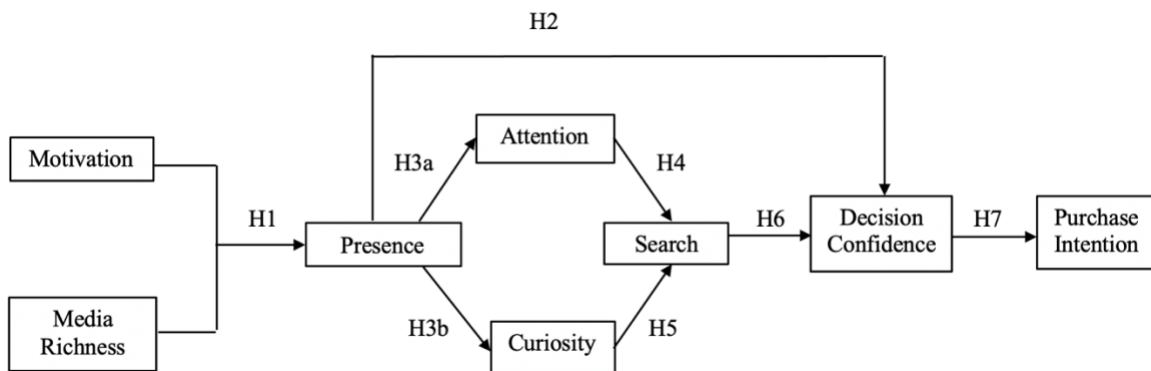 H2
Attention
Motivation
H3a
H4
H1
Presence
Search
H6
Decision
Confidence
H7
Purchase
Intention
Media
Richness
H3b
Curiosity
H5